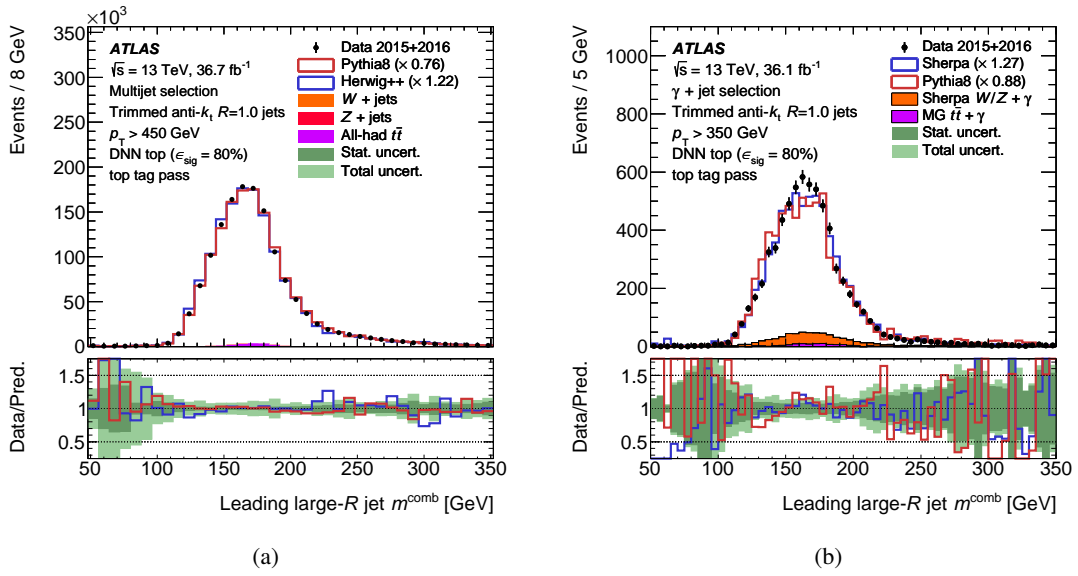 ×10³
350
300
250
200
150
100
50
0
Events / 8 GeV
ATLAS
√s = 13 TeV, 36.7 fb⁻¹
Multijet selection
Trimmed anti-kₜ R=1.0 jets
p_T > 450 GeV
DNN top (ϵ_sig = 80%)
top tag pass
Data 2015+2016
Pythia8 (× 0.76)
Herwig++ (× 1.22)
W + jets
Z + jets
All-had tt̄
Stat. uncert.
Total uncert.
Data/Pred.
1.5
1
0.5
50 100 150 200 250 300 350
Leading large-R jet m^comb [GeV]
(a)
1000
800
600
400
200
0
Events / 5 GeV
ATLAS
√s = 13 TeV, 36.1 fb⁻¹
γ + jet selection
Trimmed anti-kₜ R=1.0 jets
p_T > 350 GeV
DNN top (ϵ_sig = 80%)
top tag pass
Data 2015+2016
Sherpa (× 1.27)
Pythia8 (× 0.88)
Sherpa W/Z + γ
MG tt̄ + γ
Stat. uncert.
Total uncert.
Data/Pred.
1.5
1
0.5
50 100 150 200 250 300 350
Leading large-R jet m^comb [GeV]
(b)